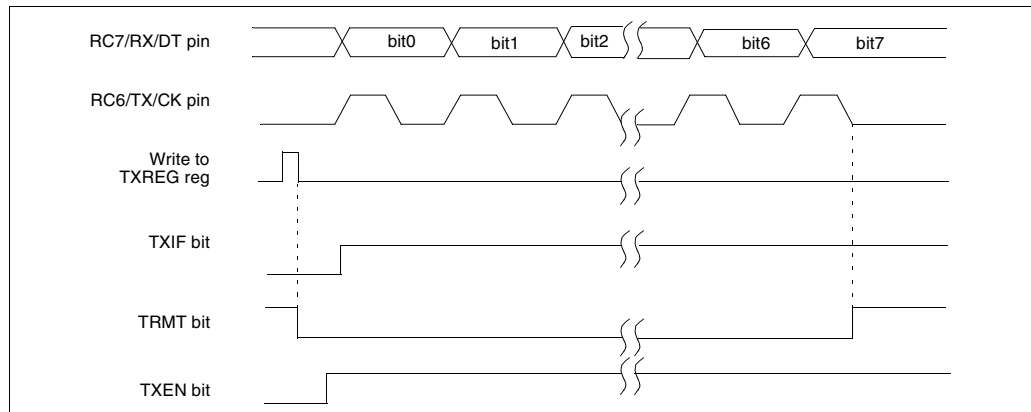 RC7/RX/DT pin
bit0 bit1 bit2 bit6 bit7
RC6/TX/CK pin
Write to
TXREG reg
TXIF bit
TRMT bit
TXEN bit